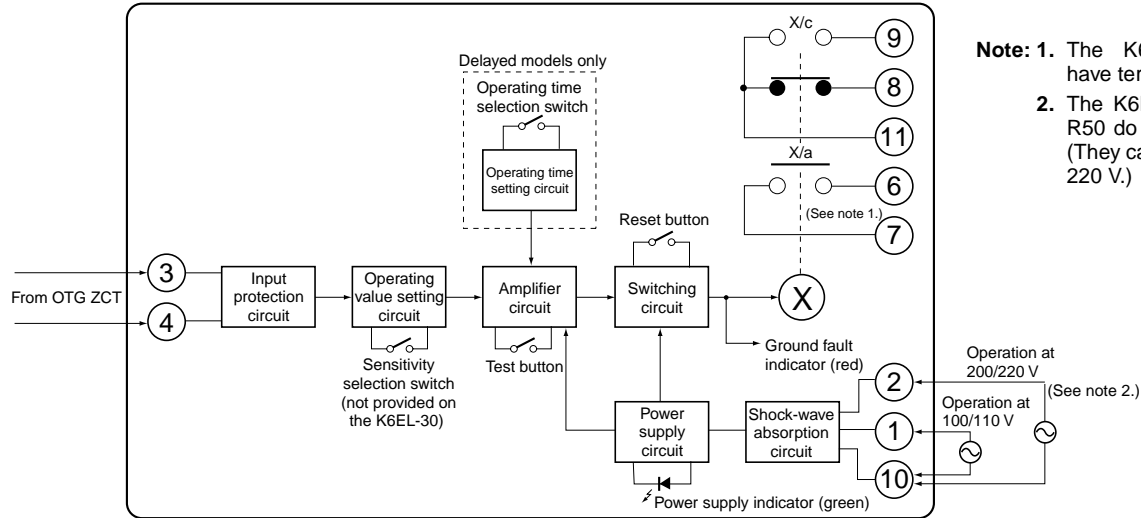 X/c
9
8
11
X/a
6
(See note 1.)
7
Note: 1. The
have
2. The
R50 do
(They
220 V.)
Delayed models only
Operating time
selection switch
Operating time
setting circuit
Reset button
3
4
From OTG ZCT
Input
protection
circuit
Operating
value setting
circuit
Amplifier
circuit
Switching
circuit
X
Sensitivity
selection switch
(not provided on
the K6EL-30)
Test button
Ground fault
indicator (red)
Power
supply
circuit
Shock-wave
absorption
circuit
2
1
10
Operation at
200/220 V
(See note 2.)
Operation at
100/110 V
Power supply indicator (green)